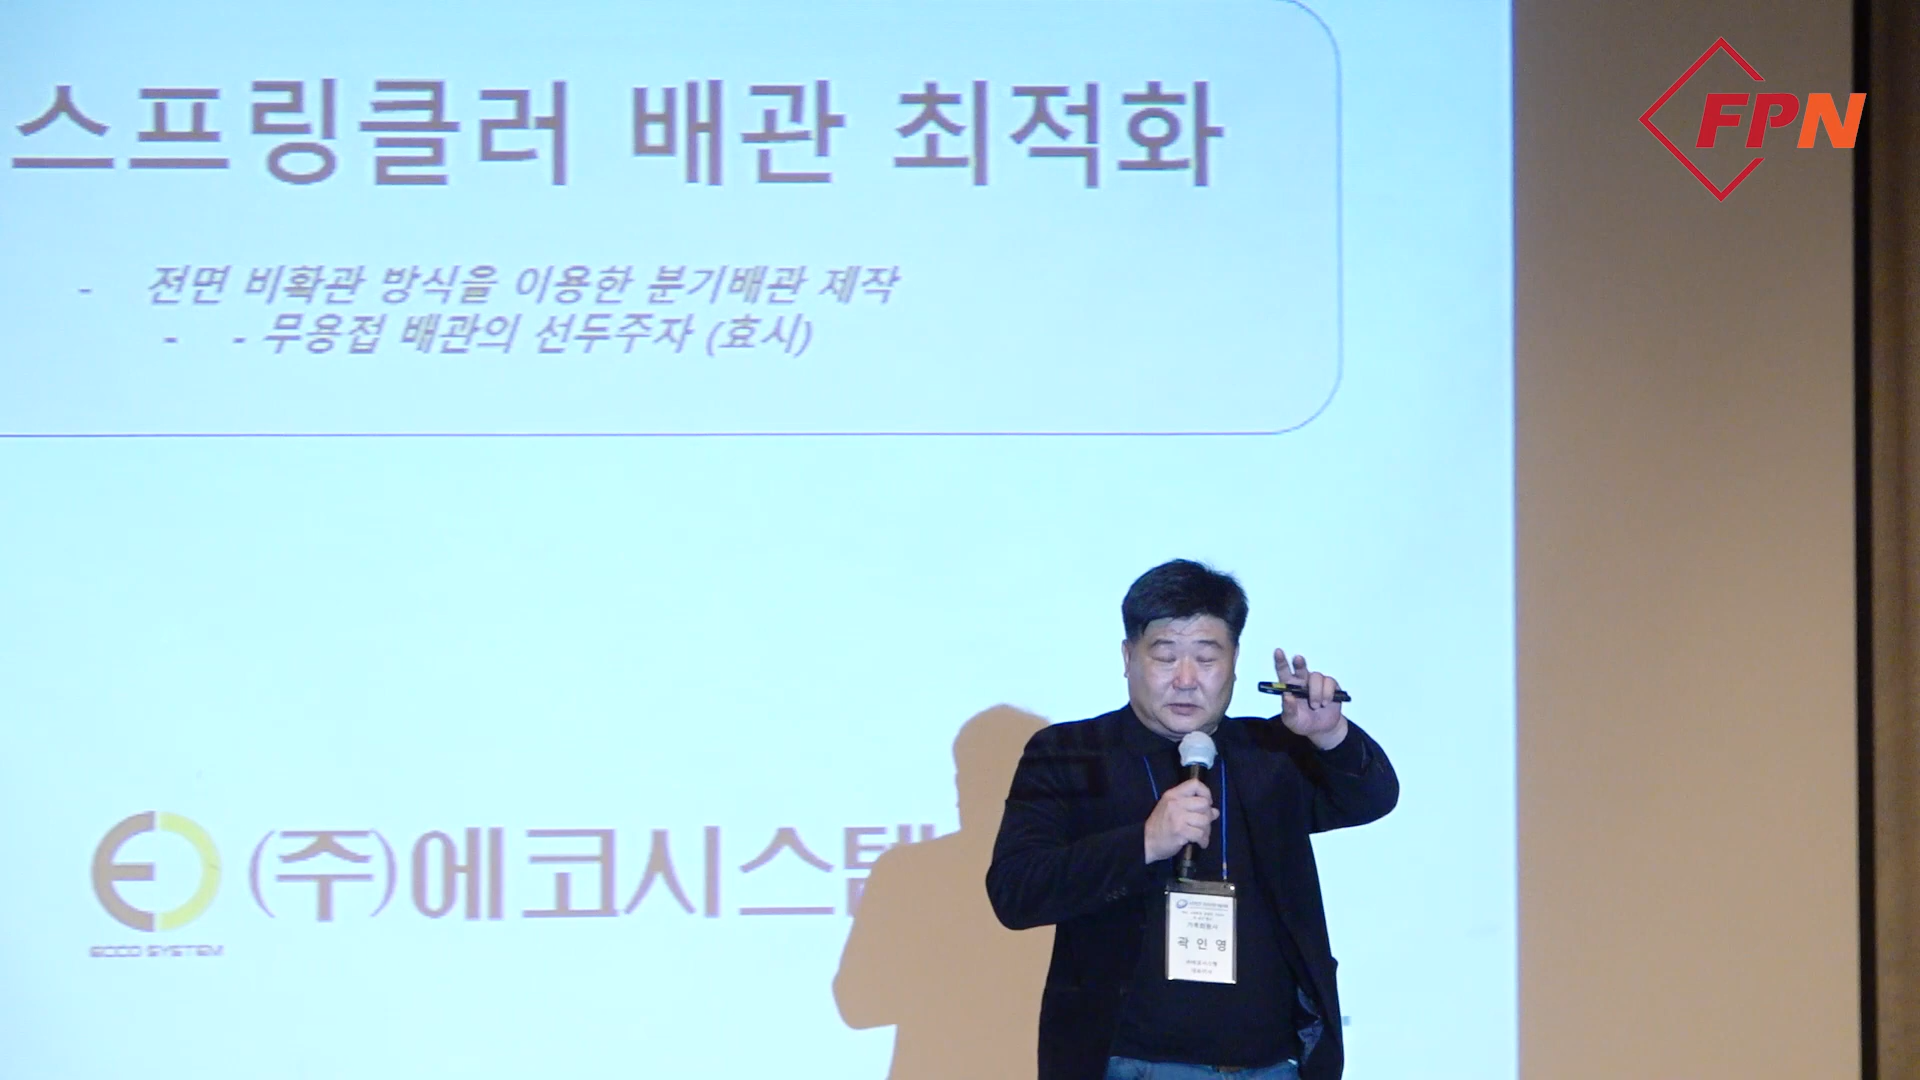 스프링클러 배관 최적화
FPN
- 전면 비확관 방식을 이용한 분기배관 제작
- - 무용접 배관의 선두주자 (효시)
(주)에코시스템
ECCO SYSTEM
곽인영